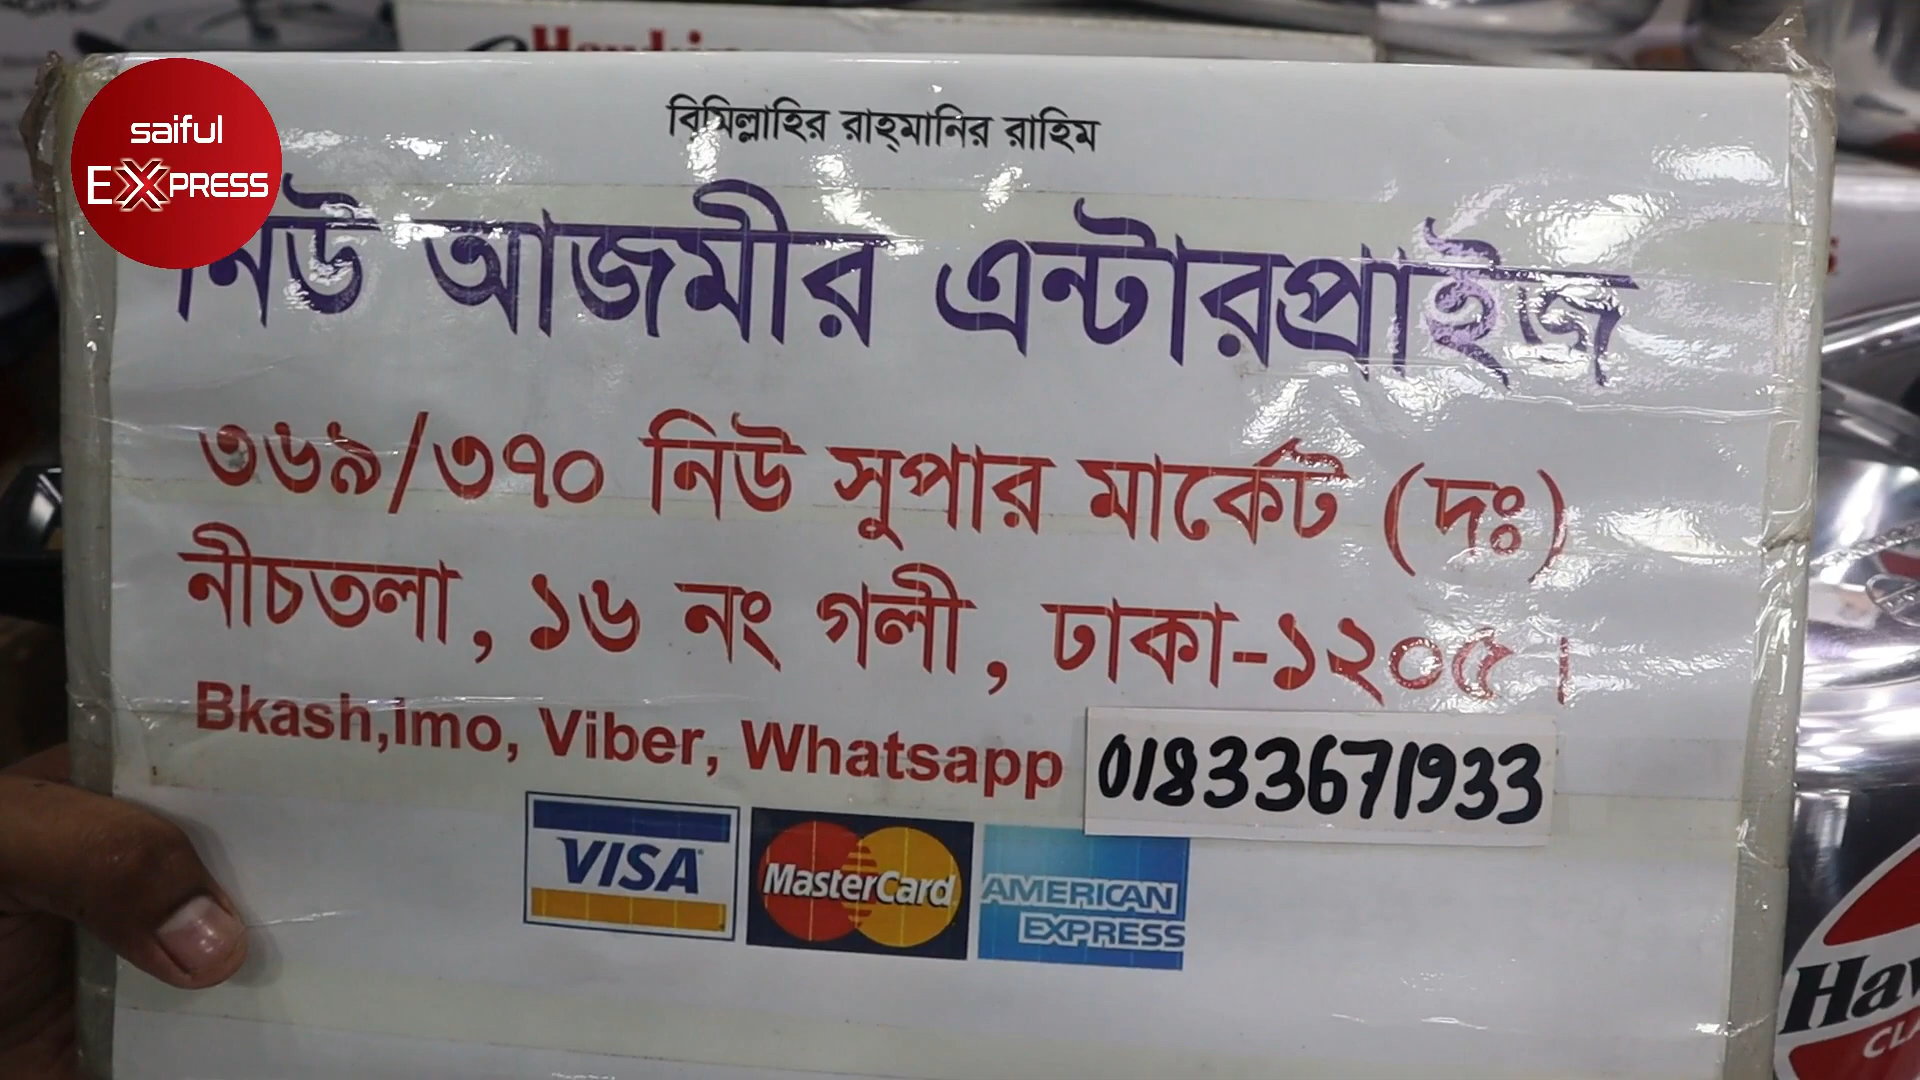 saiful
EXPRESS
বিসমিল্লাহির রাহ্‌মানির রাহিম
নিউ আজমীর এন্টারপ্রাইজ
৩৬৯/৩৭০ নিউ সুপার মার্কেট (দঃ)
নীচতলা, ১৬ নং গলী, ঢাকা-১২০৫।
Bkash,Imo, Viber, Whatsapp 01833671933
VISA MasterCard AMERICAN EXPRESS